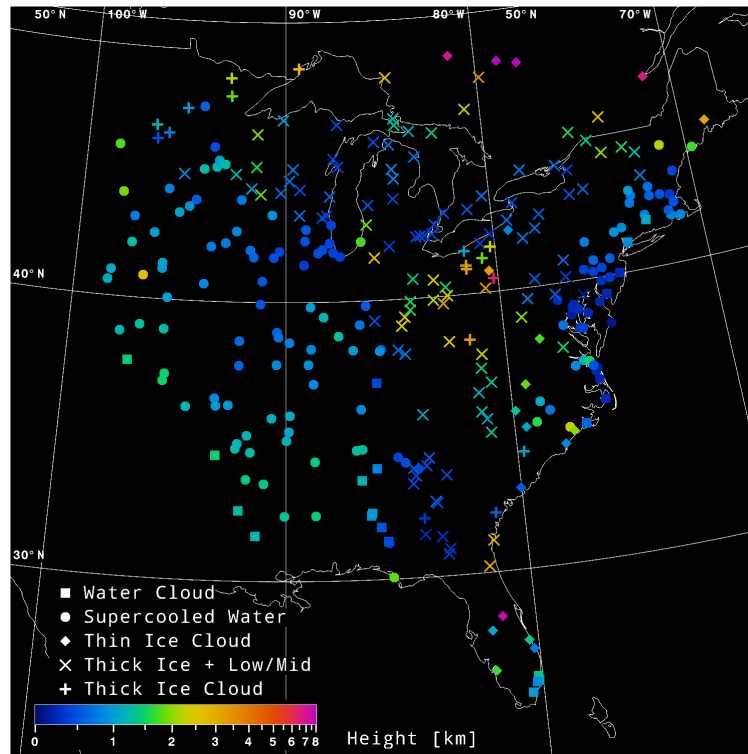 50°N 100°W 90°W 80°W 50°N 70°W
40°N
30°N
Water Cloud
Supercooled Water
Thin Ice Cloud
Thick Ice + Low/Mid
Thick Ice Cloud
0 1 2 3 4 5 6 7 8
Height [km]